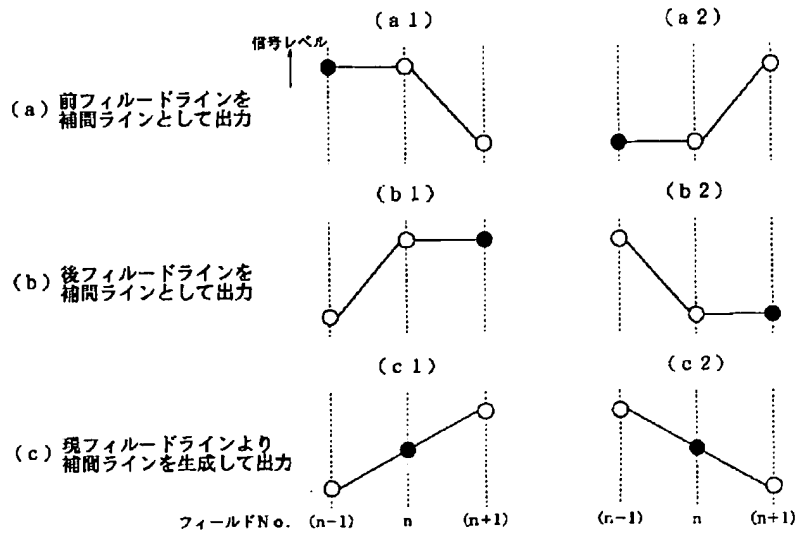 (a1)
(a2)
信号レベル
(a) 前フィルードラインを
補間ラインとして出力
(b1)
(b2)
(b) 後フィルードラインを
補間ラインとして出力
(c1)
(c2)
(c) 現フィルードラインより
補間ラインを生成して出力
フィールドNo. (n-1) n (n+1) (n-1) n (n+1)